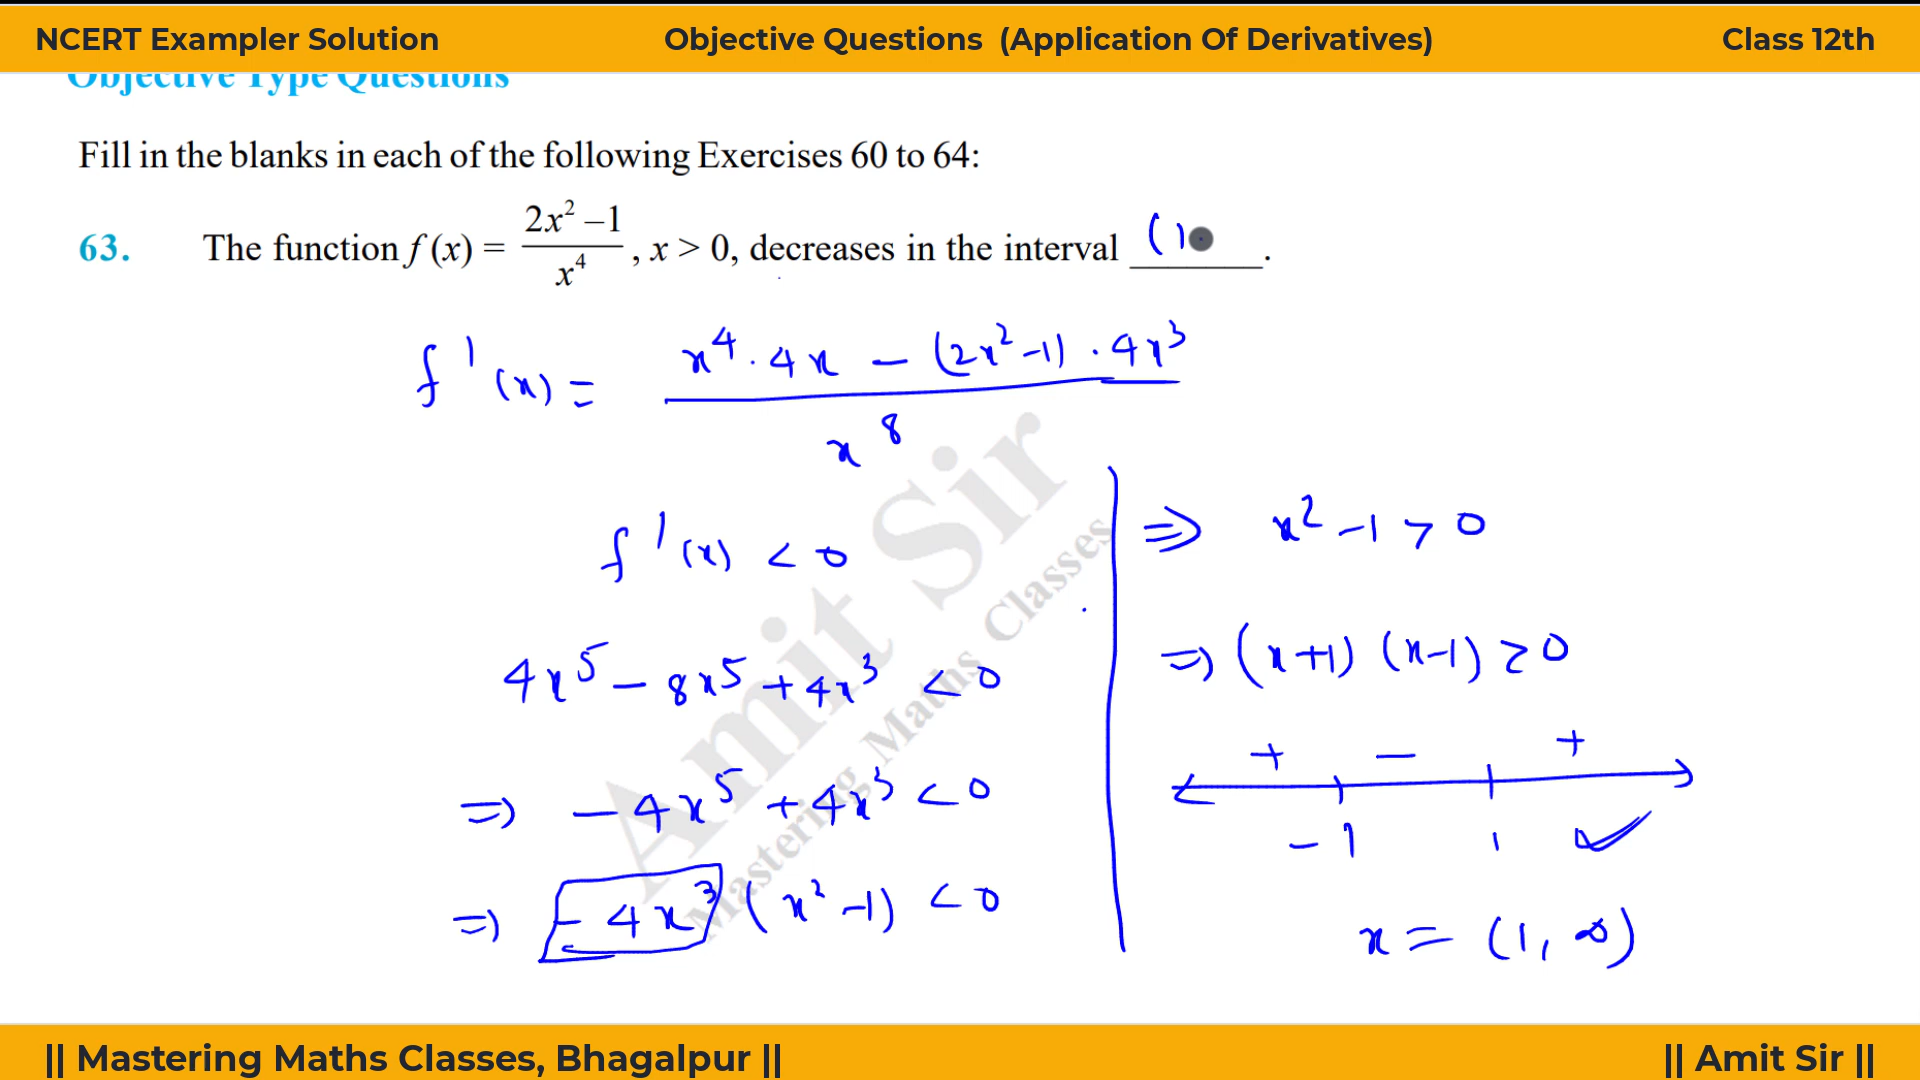 NCERT Exampler Solution Objective Questions (Application Of Derivatives) Class 12th
Objective Type Questions
Fill in the blanks in each of the following Exercises 60 to 64:
63. The function f (x) = (2x² –1)/x⁴ , x > 0, decreases in the interval (1 .
f'(x) = (x⁴ · 4x – (2x²-1) · 4x³)/x⁸
f'(x) < 0
4x⁵ – 8x⁵ + 4x³ < 0
⇒ – 4x⁵ + 4x³ < 0
⇒ – 4x³ (x² -1) < 0
⇒ x² - 1 > 0
⇒ (x+1) (x-1) > 0
+ – +
– 1 1 ✓
x = (1, ∞)
Amit Sir
Mastering Maths Classes
|| Mastering Maths Classes, Bhagalpur || || Amit Sir ||